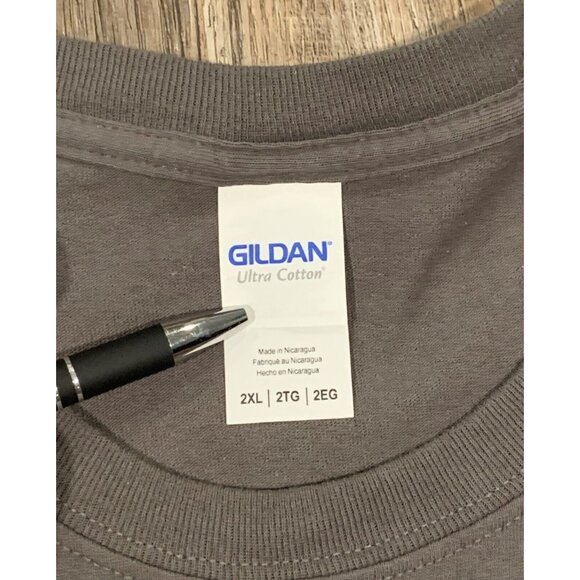 GILDAN®
Ultra Cotton®
Made in Nicaragua
Fabriqué au Nicaragua
Hecho en Nicaragua
2XL | 2TG | 2EG